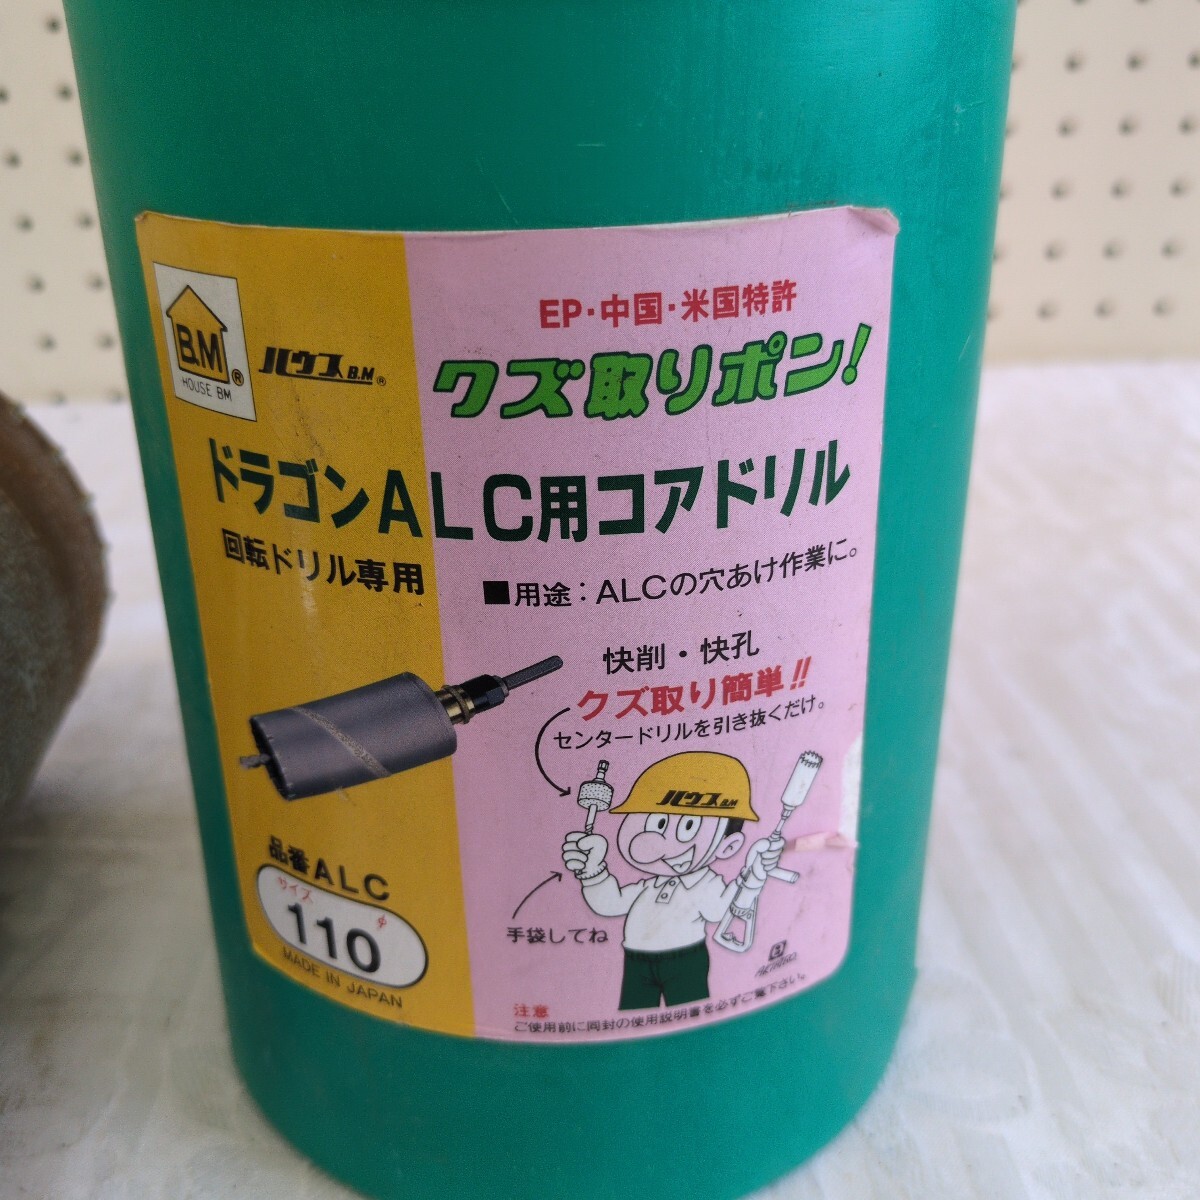 EP・中国・米国特許
B.M
®
HOUSE BM
ハウスB.M®
クズ取りポン!
ドラゴンALC用コアドリル
回転ドリル専用
■用途:ALCの穴あけ作業に。
快削・快孔
クズ取り簡単!!
センタードリルを引き抜くだけ。
ハウスB.M
品番ALC
サイズ φ
110
MADE IN JAPAN
手袋してね
注意
ご使用前に同封の使用説明書を必ずご覧下さい。